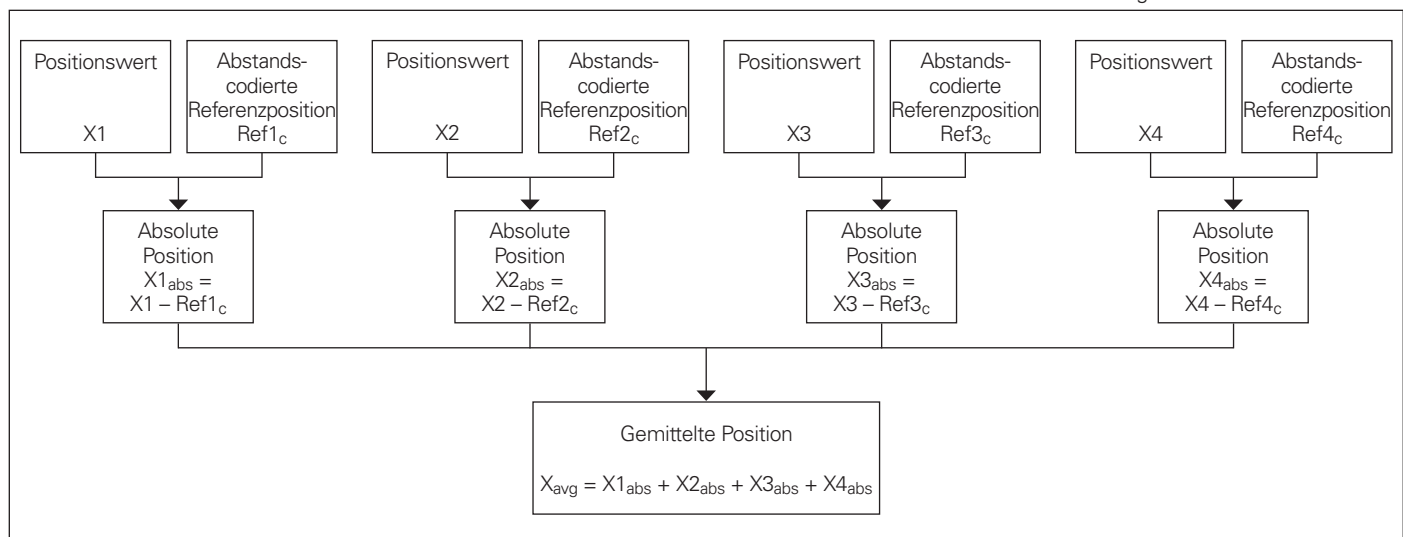 Positionswert
X1
Abstands-
codierte
Referenzposition
Ref1c
Positionswert
X2
Abstands-
codierte
Referenzposition
Ref2c
Positionswert
X3
Abstands-
codierte
Referenzposition
Ref3c
Positionswert
X4
Abstands-
codierte
Referenzposition
Ref4c
Absolute
Position
X1abs =
X1 – Ref1c
Absolute
Position
X2abs =
X2 – Ref2c
Absolute
Position
X3abs =
X3 – Ref3c
Absolute
Position
X4abs =
X4 – Ref4c
Gemittelte Position
Xavg = X1abs + X2abs + X3abs + X4abs